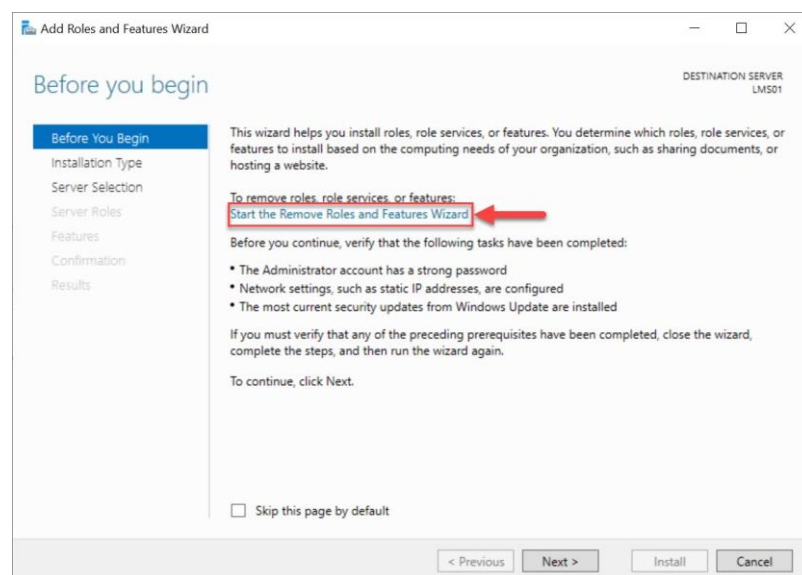 Add Roles and Features Wizard
Before you begin
DESTINATION SERVER
LMS01
Before You Begin
Installation Type
Server Selection
Server Roles
Features
Confirmation
Results
This wizard helps you install roles, role services, or features. You determine which roles, role services, or
features to install based on the computing needs of your organization, such as sharing documents, or
hosting a website.
To remove roles, role services, or features:
Start the Remove Roles and Features Wizard
Before you continue, verify that the following tasks have been completed:
• The Administrator account has a strong password
• Network settings, such as static IP addresses, are configured
• The most current security updates from Windows Update are installed
If you must verify that any of the preceding prerequisites have been completed, close the wizard,
complete the steps, and then run the wizard again.
To continue, click Next.
Skip this page by default
< Previous
Next >
Install
Cancel